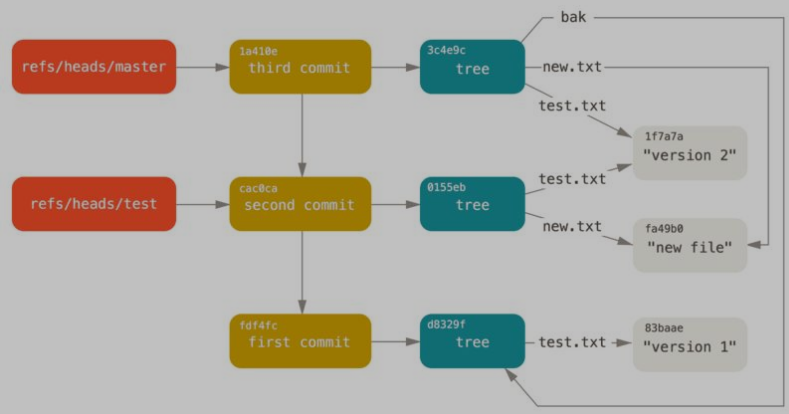 bak
refs/heads/master
1a410e
third commit
3c4e9c
tree
new.txt
test.txt
1f7a7a
"version 2"
refs/heads/test
cac0ca
second commit
0155eb
tree
test.txt
new.txt
fa49b0
"new file"
fdf4fc
first commit
d8329f
tree
test.txt
83baae
"version 1"